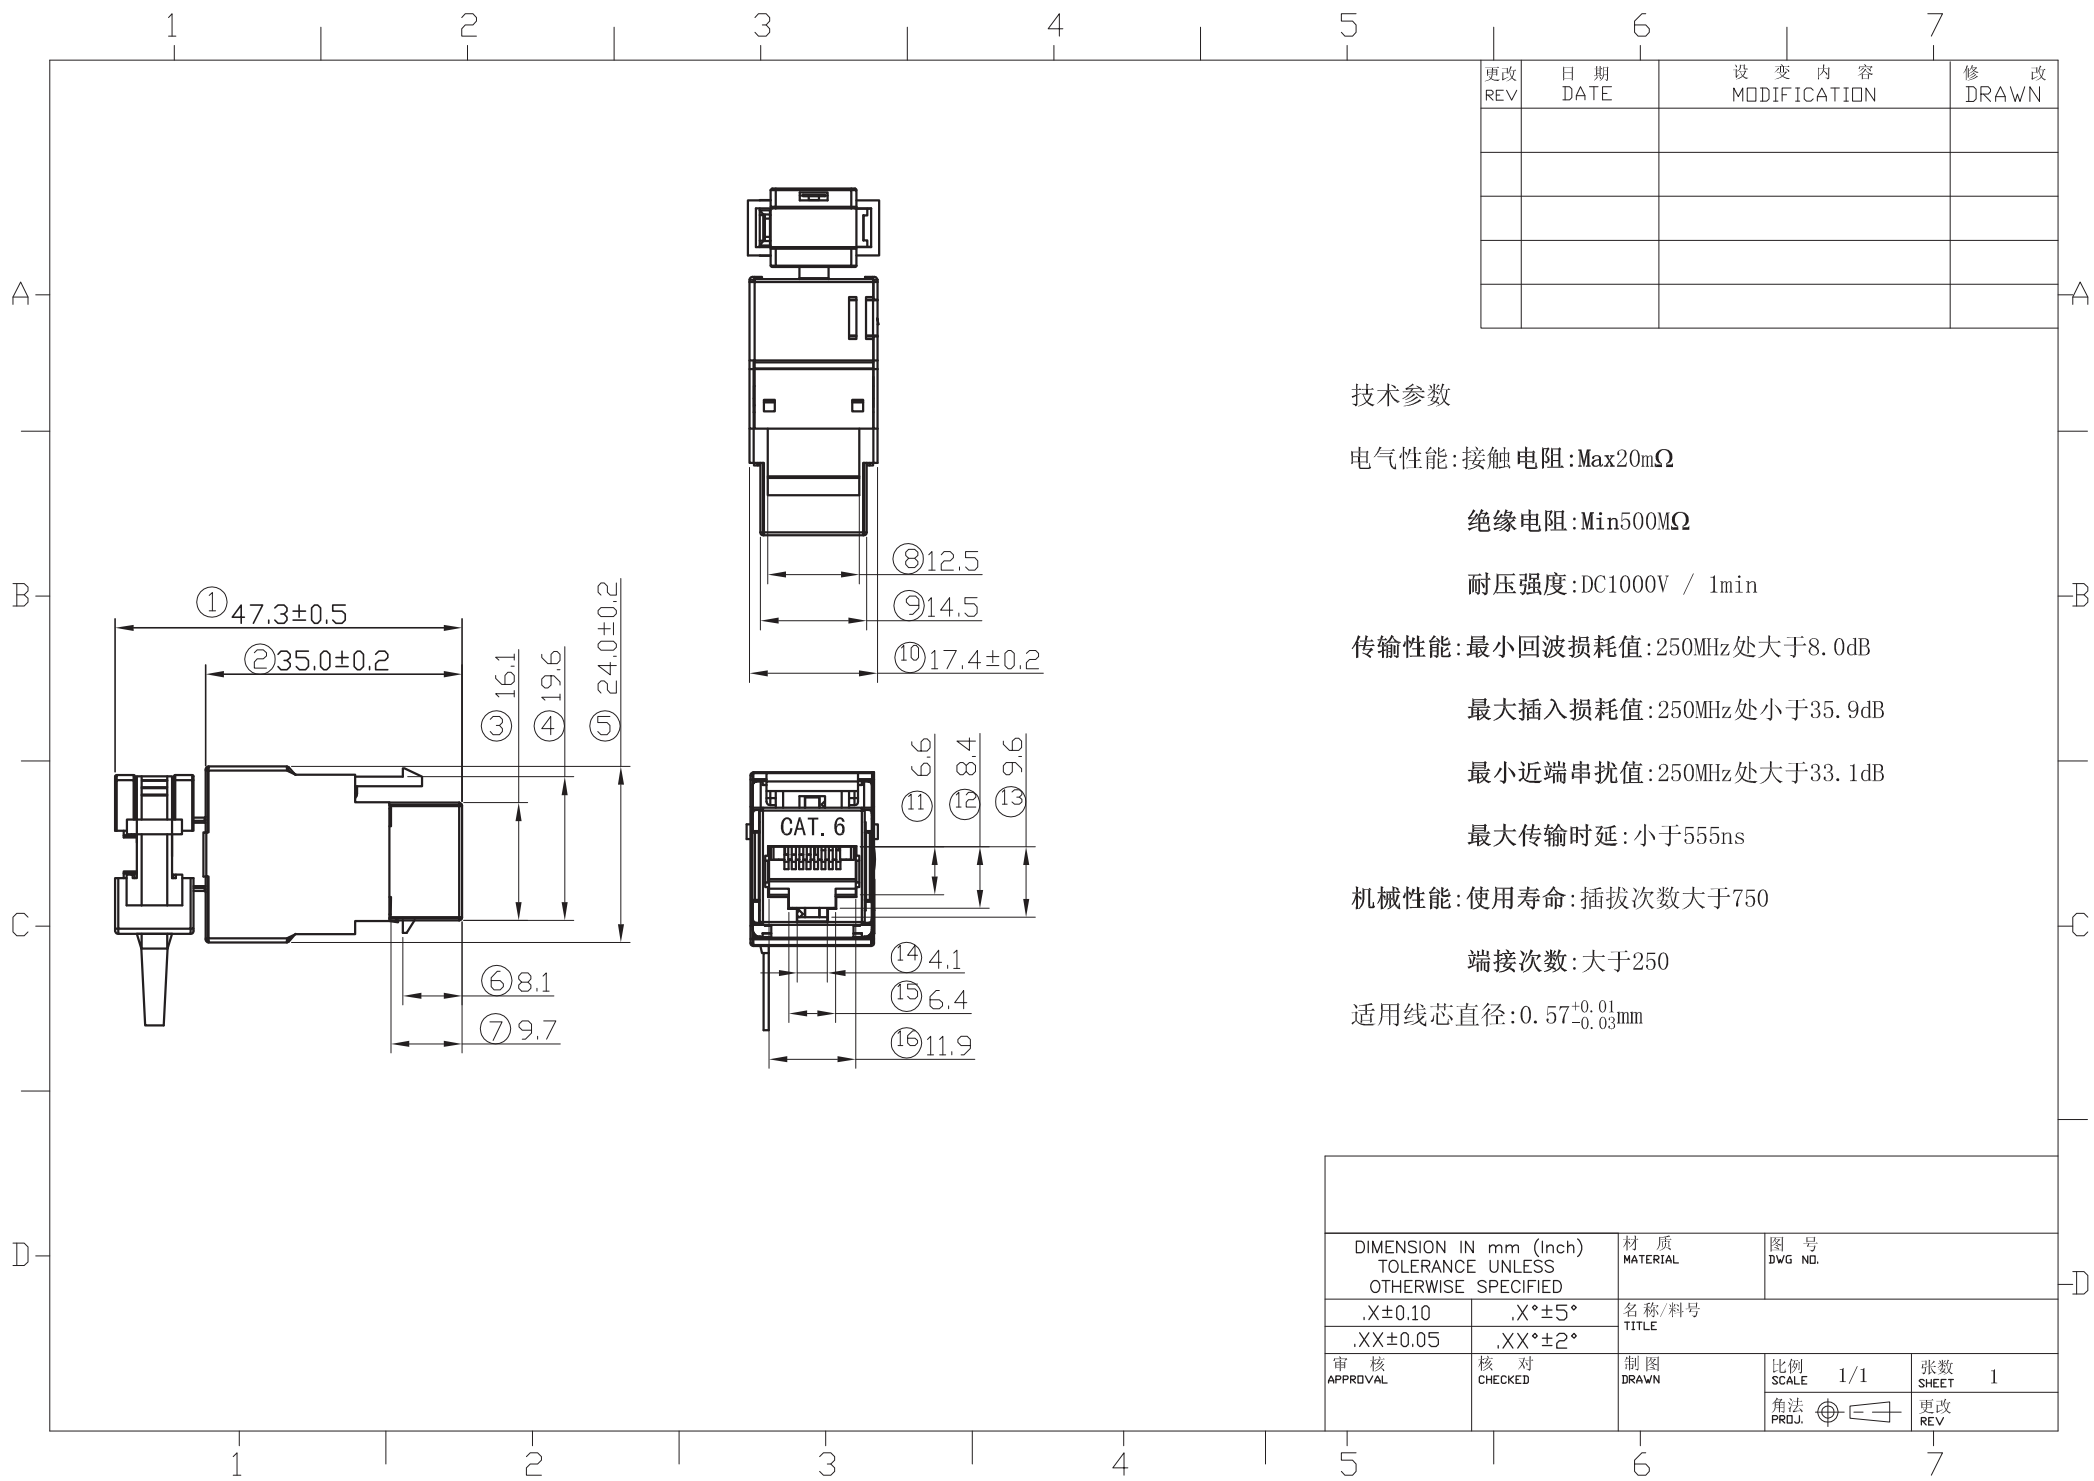 1 2 3 4 5 6 7
更改 日 期 设 变 内 容 修 改
REV DATE MODIFICATION DRAWN
A A
技术参数
电气性能:接触电阻:Max20mΩ
绝缘电阻:Min500MΩ
耐压强度:DC1000V / 1min
传输性能:最小回波损耗值:250MHz处大于8.0dB
最大插入损耗值:250MHz处小于35.9dB
最小近端串扰值:250MHz处大于33.1dB
最大传输时延:小于555ns
机械性能:使用寿命:插拔次数大于750
端接次数:大于250
适用线芯直径:0.57+0.01-0.03mm
B B
⑧12.5
⑨14.5
⑩17.4±0.2
①47.3±0.5
②35.0±0.2
③16.1
④19.6
⑤24.0±0.2
⑥8.1
⑦9.7
⑪6.6
⑫8.4
⑬9.6
CAT.6
⑭4.1
⑮6.4
⑯11.9
C C
D D
DIMENSION IN mm (Inch)
TOLERANCE UNLESS
OTHERWISE SPECIFIED
材 质
MATERIAL
图 号
DWG NO.
.X±0.10 .X°±5°
.XX±0.05 .XX°±2°
名称/料号
TITLE
审 核
APPROVAL
核 对
CHECKED
制图
DRAWN
比例
SCALE 1/1
张数
SHEET 1
角法
PROJ.
更改
REV
1 2 3 4 5 6 7